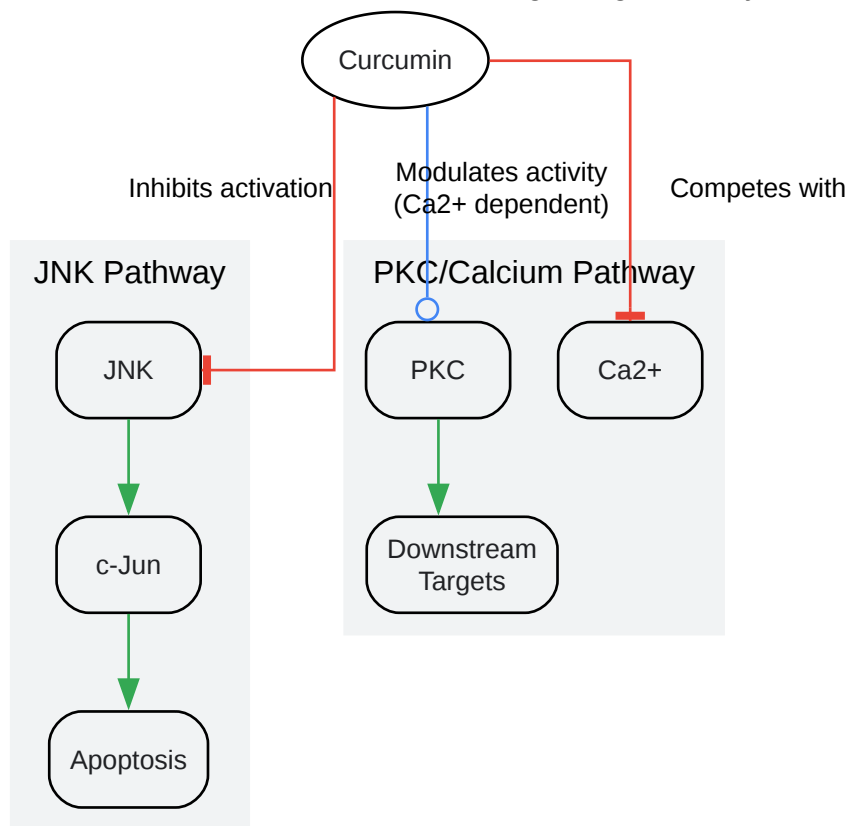 Curcumin
Inhibits activation
Modulates activity
(Ca2+ dependent)
Competes with
JNK Pathway
PKC/Calcium Pathway
JNK
PKC
Ca2+
c-Jun
Downstream
Targets
Apoptosis